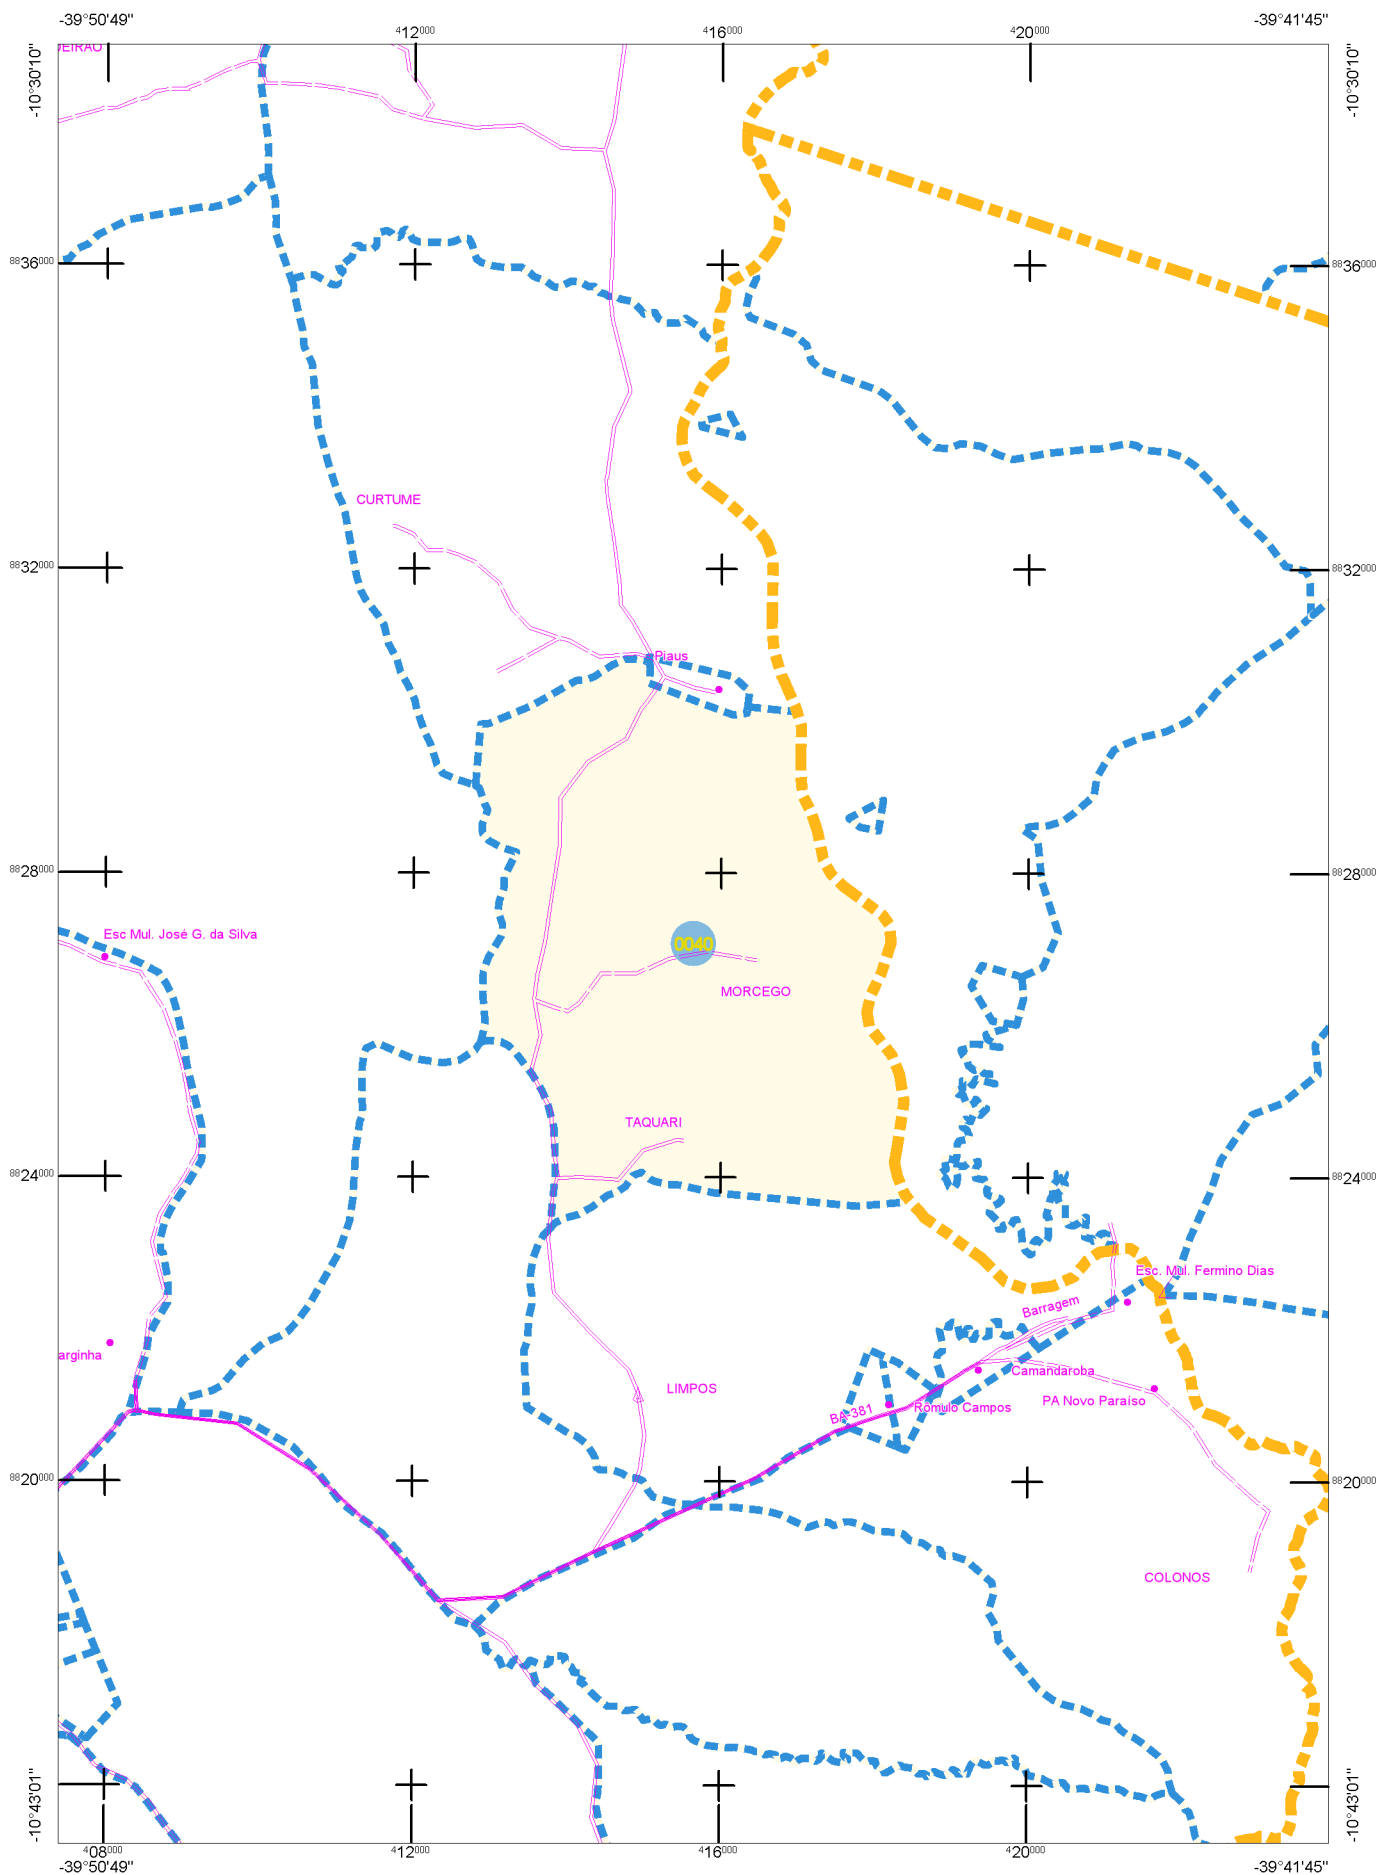 -39°50'49"
-39°41'45"
412000
416000
420000
-10°30'10"
-10°30'10"
EIRÃO
8836000
8836000
CURTUME
8832000
8832000
Piaus
8828000
8828000
Esc Mul. José G. da Silva
0040
MORCEGO
TAQUARI
8824000
8824000
Esc. Mul. Fermino Dias
Barragem
arginha
Camandaroba
LIMPOS
PA Novo Paraíso
BA-381
Rômulo Campos
8820000
8820000
COLONOS
-10°43'01"
-10°43'01"
408000
412000
416000
420000
-39°50'49"
-39°41'45"